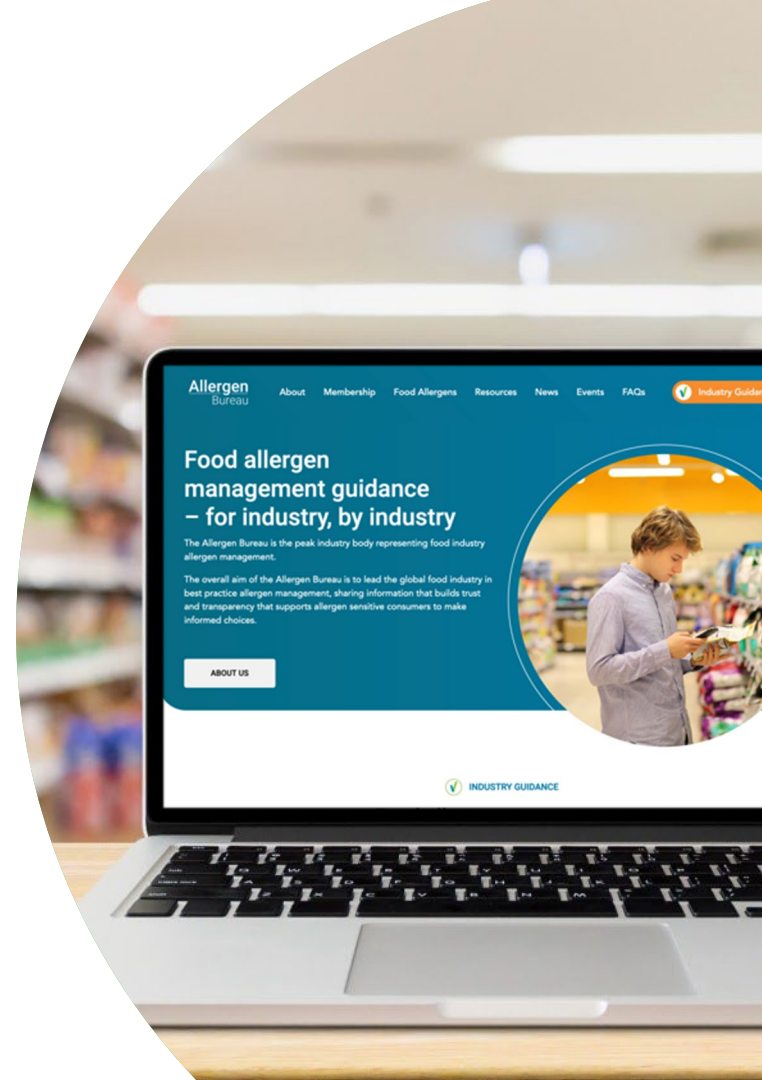 Allergen
Bureau
About
Membership
Food Allergens
Resources
News
Events
FAQs
Industry
Food allergen
management guidance
– for industry, by industry
The Allergen Bureau is the peak industry body representing food industry
allergen management.
The overall aim of the Allergen Bureau is to lead the global food industry in
best practice allergen management, sharing information that builds trust
and transparency that supports allergen sensitive consumers to make
informed choices.
ABOUT US
INDUSTRY GUIDANCE